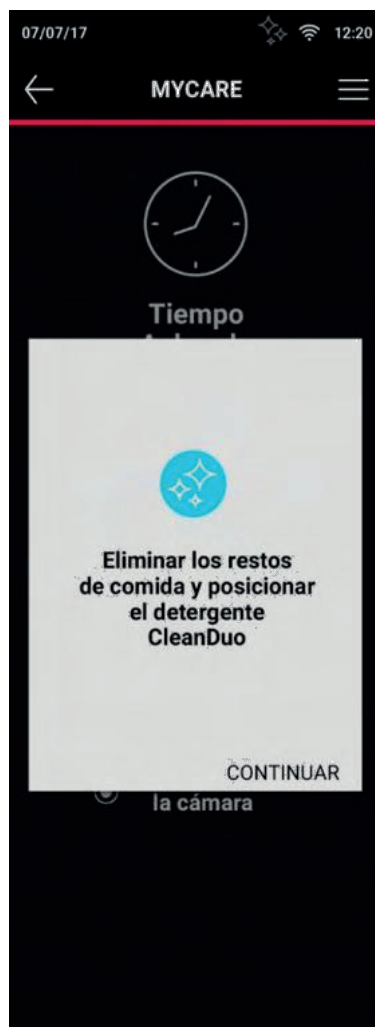 07/07/17
12:20
MYCARE
Tiempo
Eliminar los restos
de comida y posicionar
el detergente
CleanDuo
CONTINUAR
la cámara